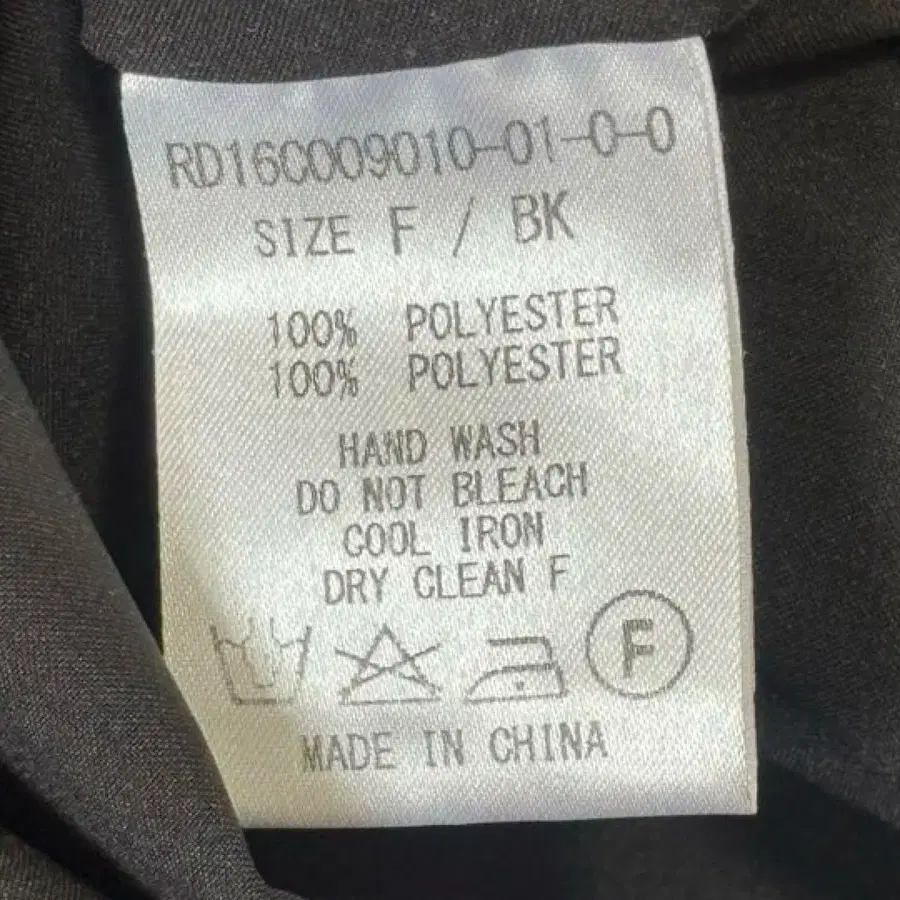 RD16C009010-01-0-0
SIZE F / BK
100% POLYESTER
100% POLYESTER
HAND WASH
DO NOT BLEACH
COOL IRON
DRY CLEAN F
F
MADE IN CHINA